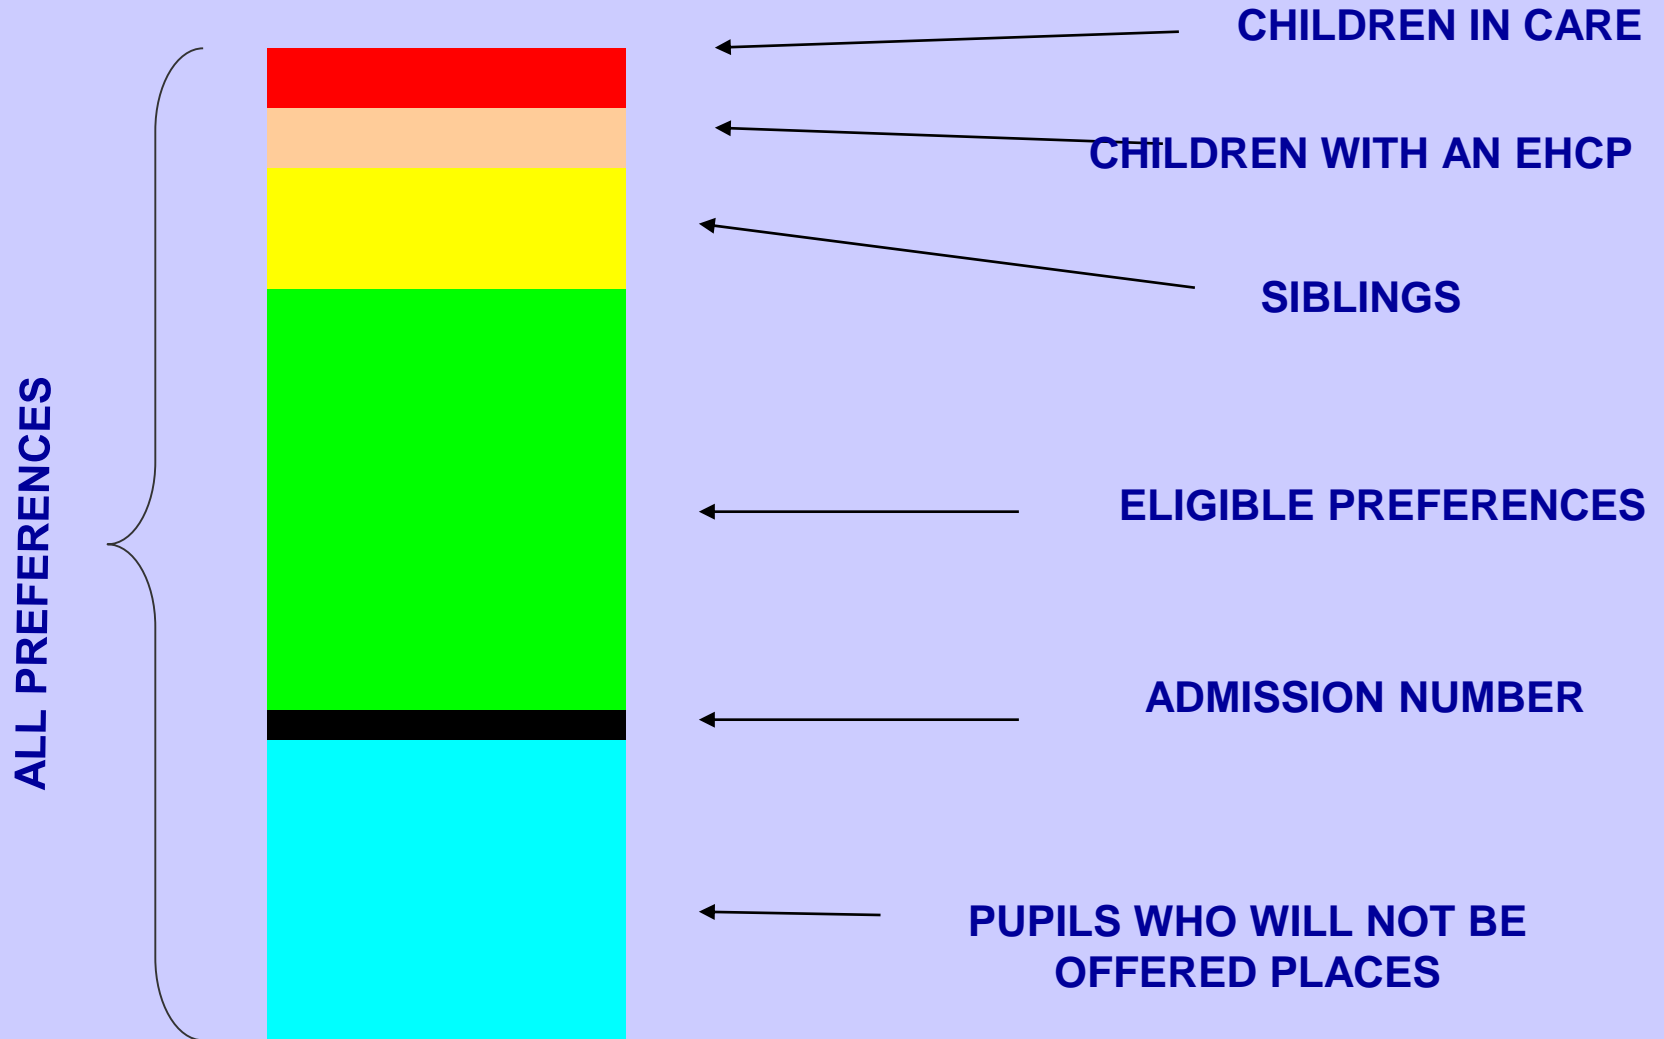 CHILDREN IN CARE
CHILDREN WITH AN EHCP
SIBLINGS
ALL PREFERENCES
ELIGIBLE PREFERENCES
ADMISSION NUMBER
PUPILS WHO WILL NOT BE
OFFERED PLACES